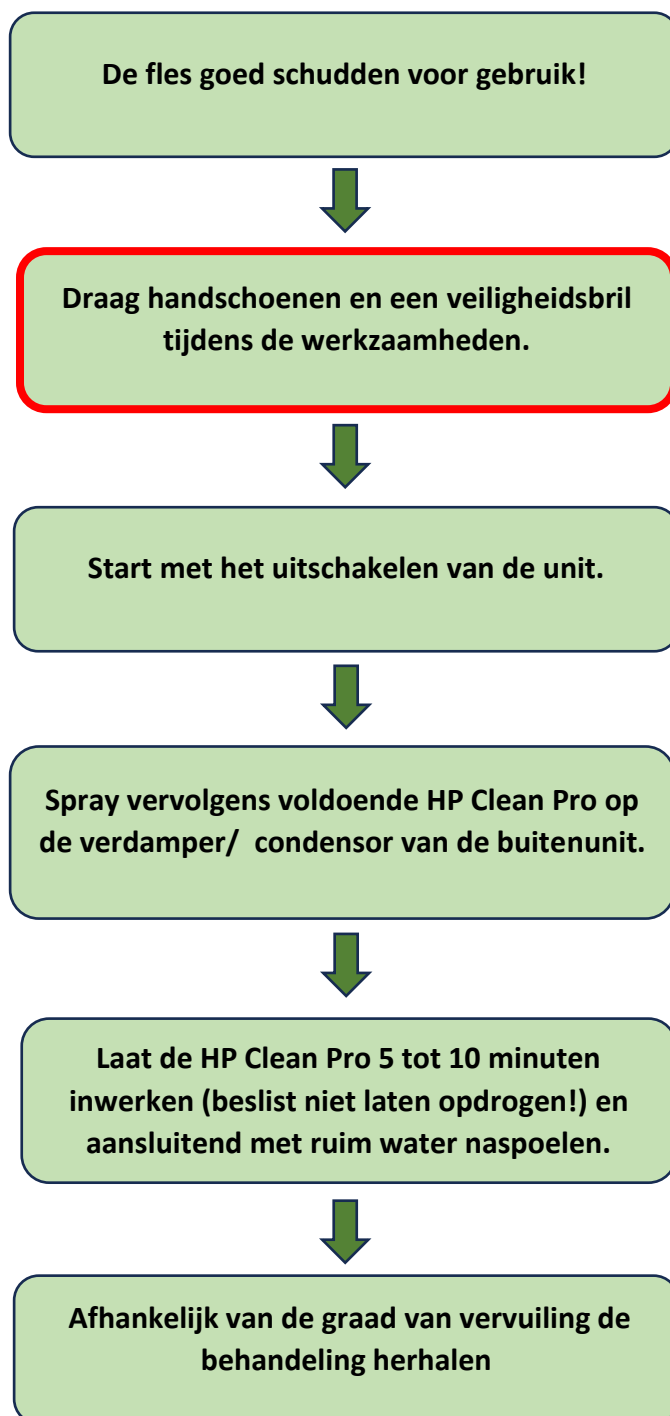 De fles goed schudden voor gebruik!
Draag handschoenen en een veiligheidsbril
tijdens de werkzaamheden.
Start met het uitschakelen van de unit.
Spray vervolgens voldoende HP Clean Pro op
de verdamper/ condensor van de buitenunit.
Laat de HP Clean Pro 5 tot 10 minuten
inwerken (beslist niet laten opdrogen!) en
aansluitend met ruim water naspoelen.
Afhankelijk van de graad van vervuiling de
behandeling herhalen